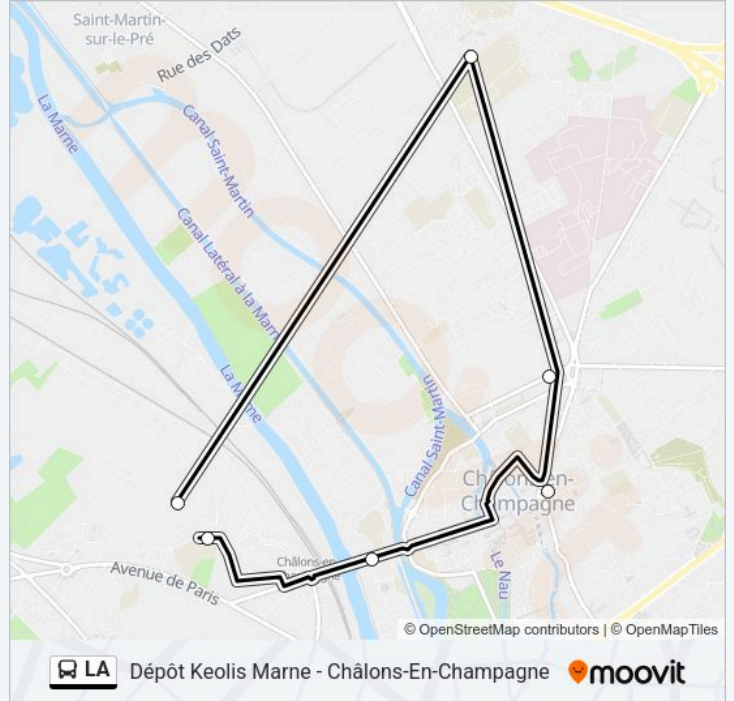 Saint-Martin-
sur-le-Pré
Rue des Dats
La Marne
Canal Saint-Martin
Canal Latéral à la Marne
La Marne
Canal Saint-Martin
Châlons-en-
Champagne
Châlons-en-
Avenue de Paris
Le Nau
© OpenStreetMap contributors | © OpenMapTiles
LA Dépôt Keolis Marne - Châlons-En-Champagne moovit